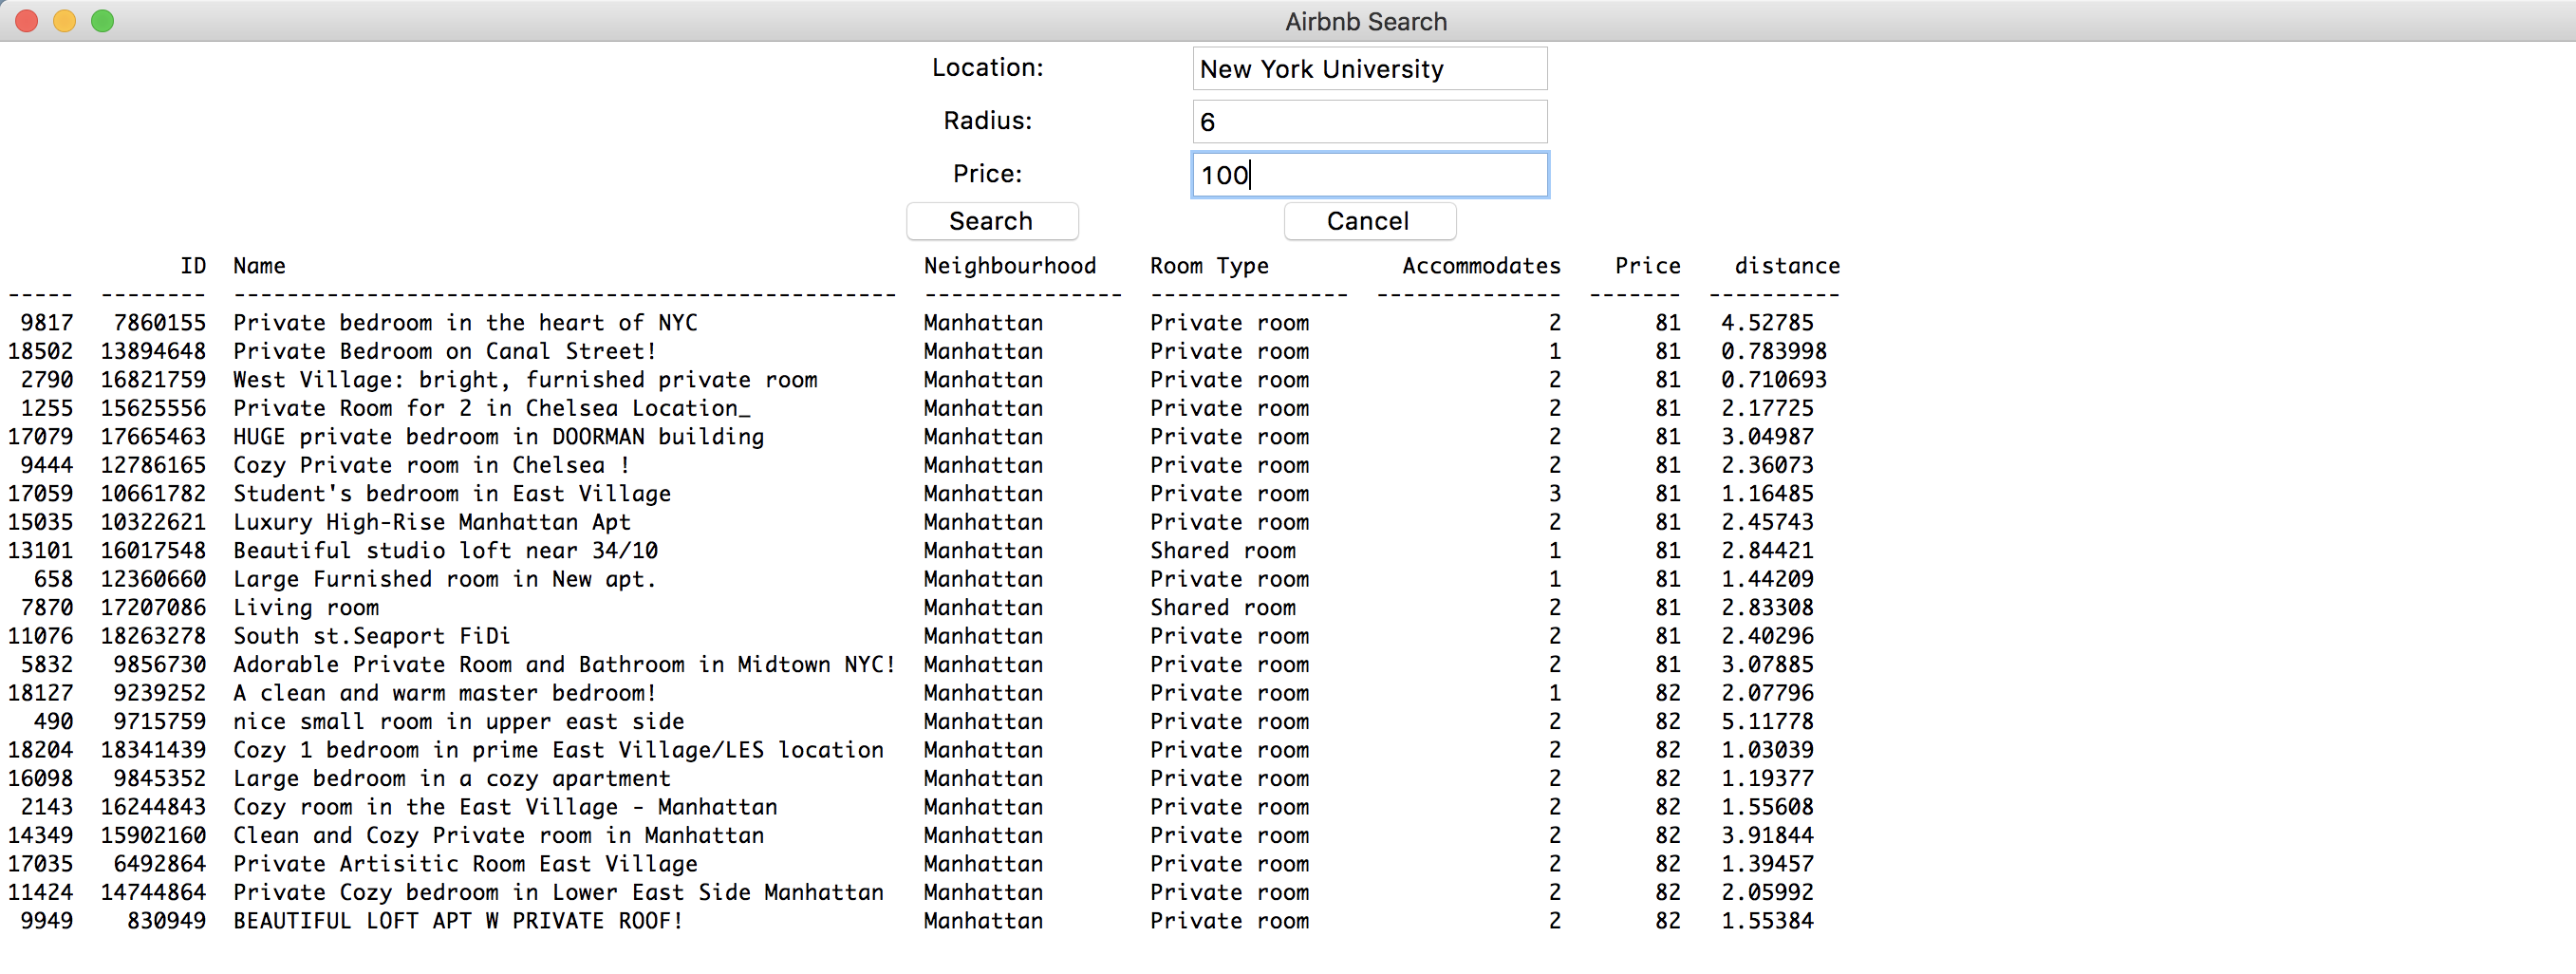 Airbnb Search
Location: New York University
Radius: 6
Price: 100
Search Cancel
ID Name Neighbourhood Room Type Accommodates Price distance
----- -------- -------------------------------------------------- --------------- --------------- -------------- ------- ----------
9817 7860155 Private bedroom in the heart of NYC Manhattan Private room 2 81 4.52785
18502 13894648 Private Bedroom on Canal Street! Manhattan Private room 1 81 0.783998
2790 16821759 West Village: bright, furnished private room Manhattan Private room 2 81 0.710693
1255 15625556 Private Room for 2 in Chelsea Location_ Manhattan Private room 2 81 2.17725
17079 17665463 HUGE private bedroom in DOORMAN building Manhattan Private room 2 81 3.04987
9444 12786165 Cozy Private room in Chelsea ! Manhattan Private room 2 81 2.36073
17059 10661782 Student's bedroom in East Village Manhattan Private room 3 81 1.16485
15035 10322621 Luxury High-Rise Manhattan Apt Manhattan Private room 2 81 2.45743
13101 16017548 Beautiful studio loft near 34/10 Manhattan Shared room 1 81 2.84421
658 12360660 Large Furnished room in New apt. Manhattan Private room 1 81 1.44209
7870 17207086 Living room Manhattan Shared room 2 81 2.83308
11076 18263278 South st.Seaport FiDi Manhattan Private room 2 81 2.40296
5832 9856730 Adorable Private Room and Bathroom in Midtown NYC! Manhattan Private room 2 81 3.07885
18127 9239252 A clean and warm master bedroom! Manhattan Private room 1 82 2.07796
490 9715759 nice small room in upper east side Manhattan Private room 2 82 5.11778
18204 18341439 Cozy 1 bedroom in prime East Village/LES location Manhattan Private room 2 82 1.03039
16098 9845352 Large bedroom in a cozy apartment Manhattan Private room 2 82 1.19377
2143 16244843 Cozy room in the East Village - Manhattan Manhattan Private room 2 82 1.55608
14349 15902160 Clean and Cozy Private room in Manhattan Manhattan Private room 2 82 3.91844
17035 6492864 Private Artisitic Room East Village Manhattan Private room 2 82 1.39457
11424 14744864 Private Cozy bedroom in Lower East Side Manhattan Manhattan Private room 2 82 2.05992
9949 830949 BEAUTIFUL LOFT APT W PRIVATE ROOF! Manhattan Private room 2 82 1.55384